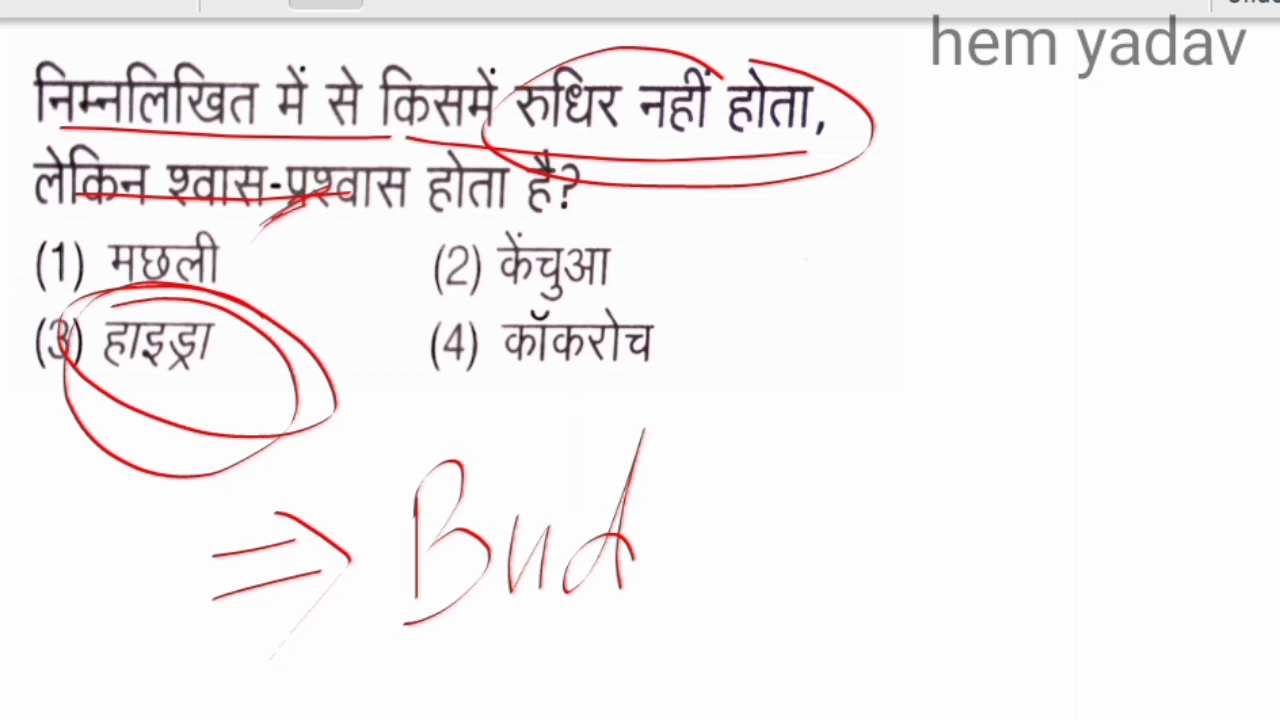 hem yadav
निम्नलिखित में से किसमें रुधिर नहीं होता,
लेकिन श्वास-प्रश्वास होता है?
(1) मछली (2) केंचुआ
(3) हाइड्रा (4) कॉकरोच
⇒ Bud